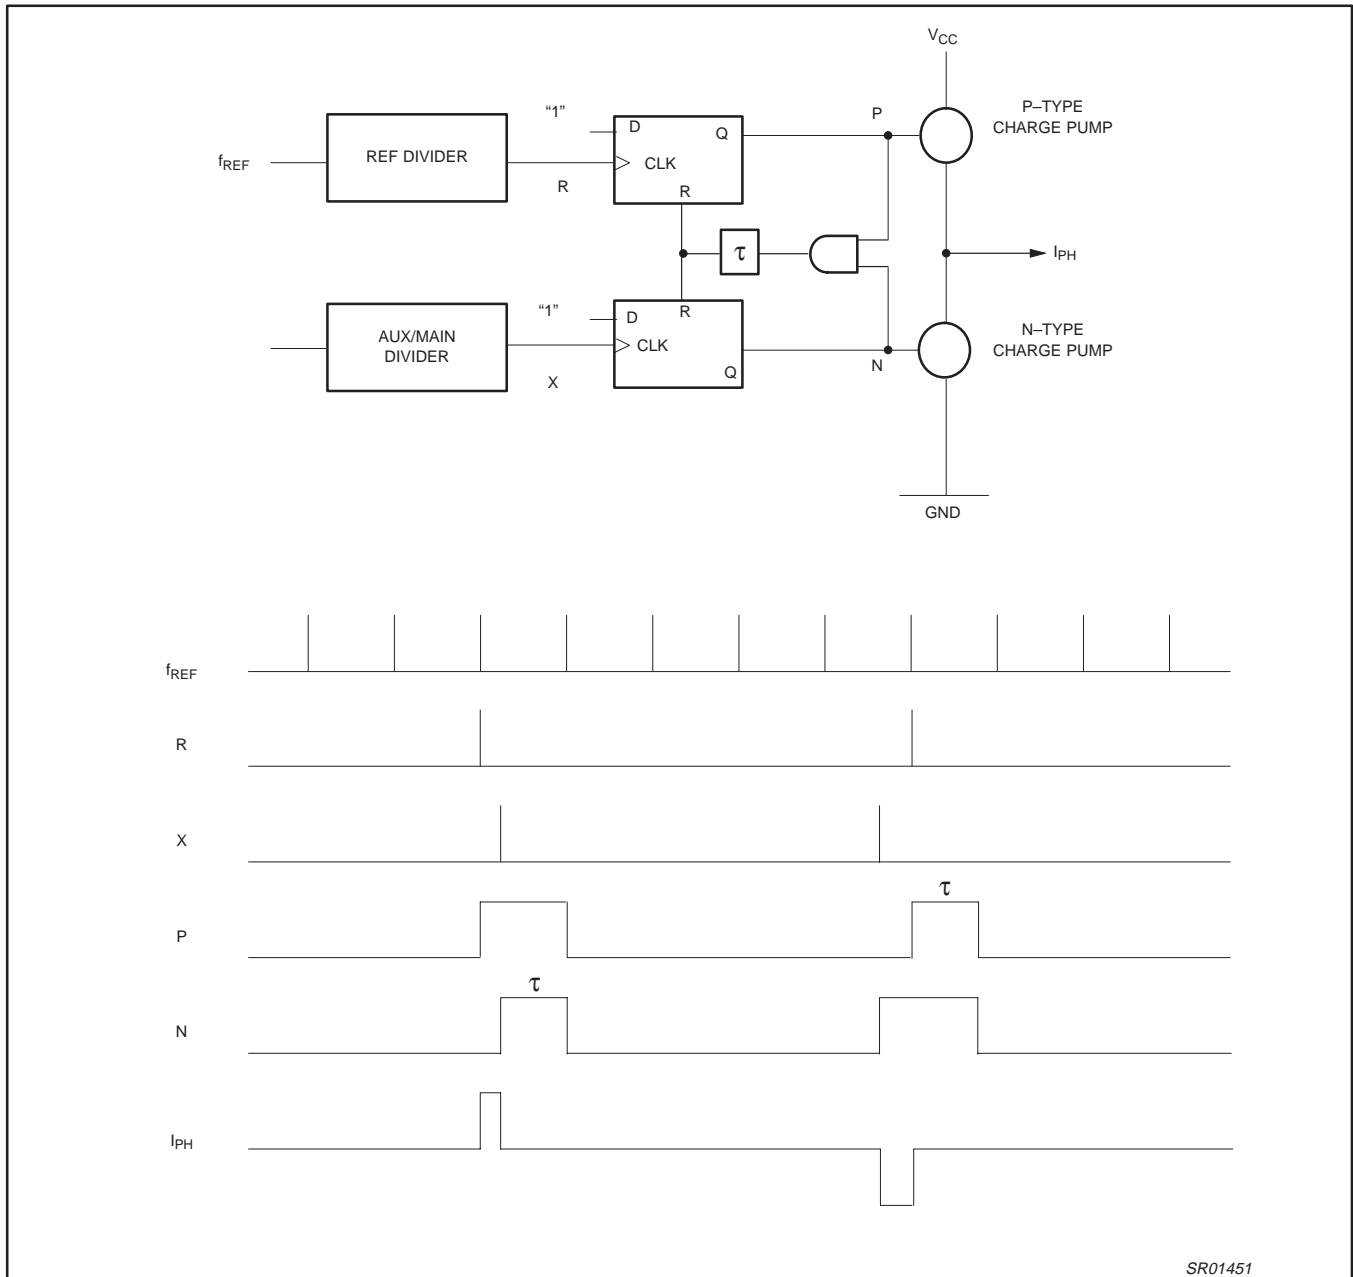 VCC
P–TYPE
CHARGE PUMP
“1”
D
Q
P
fREF
REF DIVIDER
CLK
R
R
τ
IPH
AUX/MAIN
DIVIDER
“1”
D
R
CLK
X
Q
N
N–TYPE
CHARGE PUMP
GND
fREF
R
X
τ
P
τ
N
IPH
SR01451